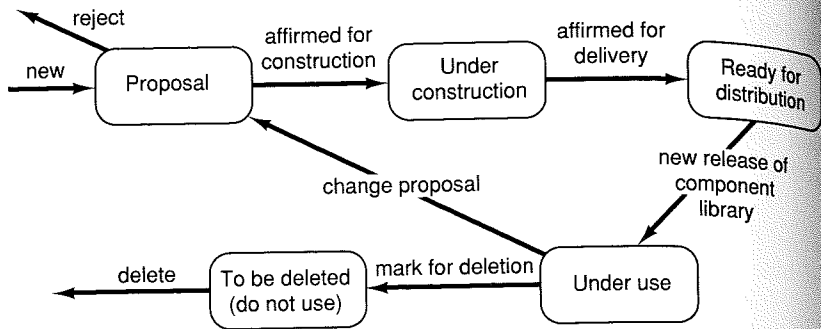 reject
new
Proposal
affirmed for
construction
Under
construction
affirmed for
delivery
Ready for
distribution
new release of
component
library
change proposal
Under use
mark for deletion
To be deleted
(do not use)
delete